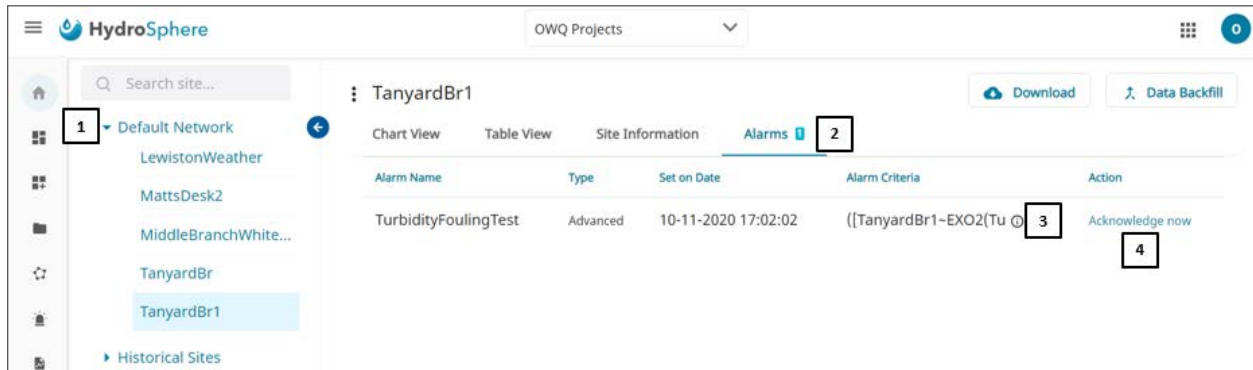 HydroSphere
OWQ Projects
O
Search site...
TanyardBr1
Download
Data Backfill
1
Default Network
Chart View
Table View
Site Information
Alarms 1
2
LewistonWeather
Alarm Name
Type
Set on Date
Alarm Criteria
Action
MattsDesk2
TurbidityFoulingTest
Advanced
10-11-2020 17:02:02
([TanyardBr1~EXO2(Tu
3
Acknowledge now
MiddleBranchWhite...
4
TanyardBr
TanyardBr1
Historical Sites